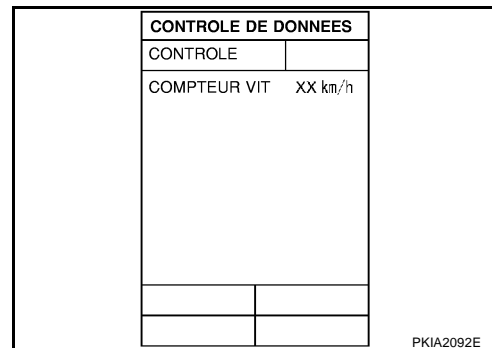 CONTROLE DE DONNEES
CONTROLE
COMPTEUR VIT XX km/h
PKIA2092E